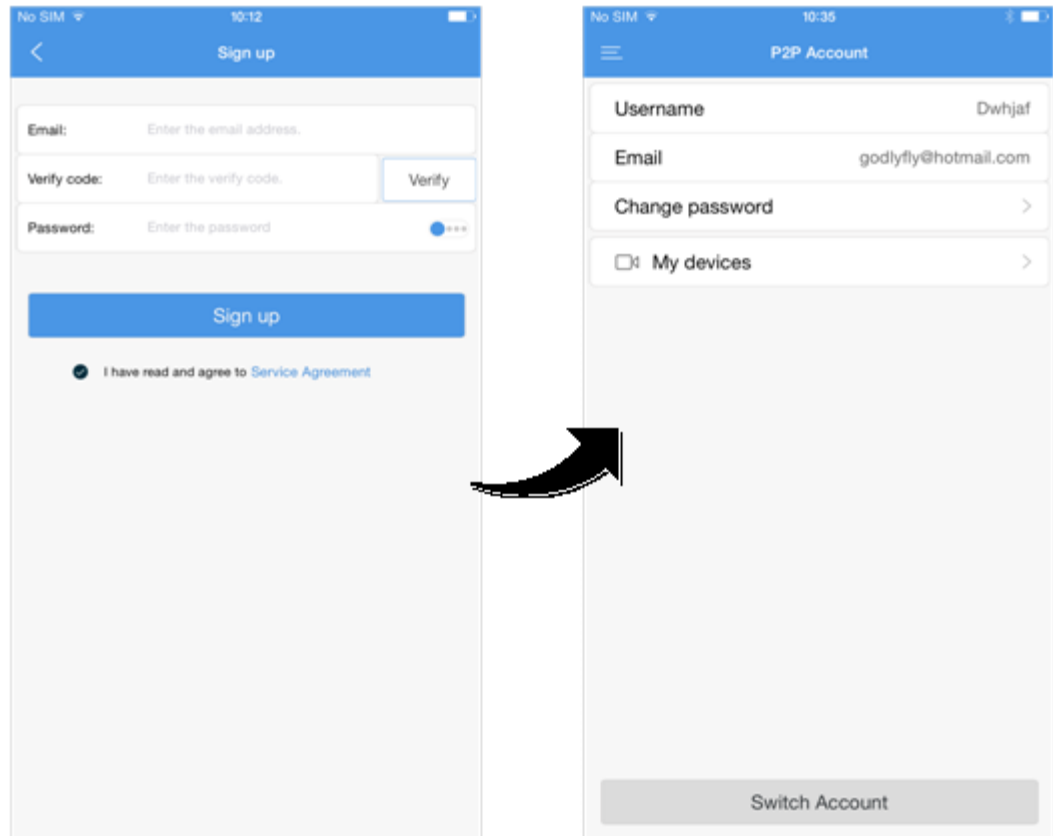 No SIM 10:12
Sign up
Email: Enter the email address.
Verify code: Enter the verify code. Verify
Password: Enter the password
Sign up
I have read and agree to Service Agreement
No SIM 10:35
P2P Account
Username Dwhjaf
Email godlyfly@hotmail.com
Change password
My devices
Switch Account